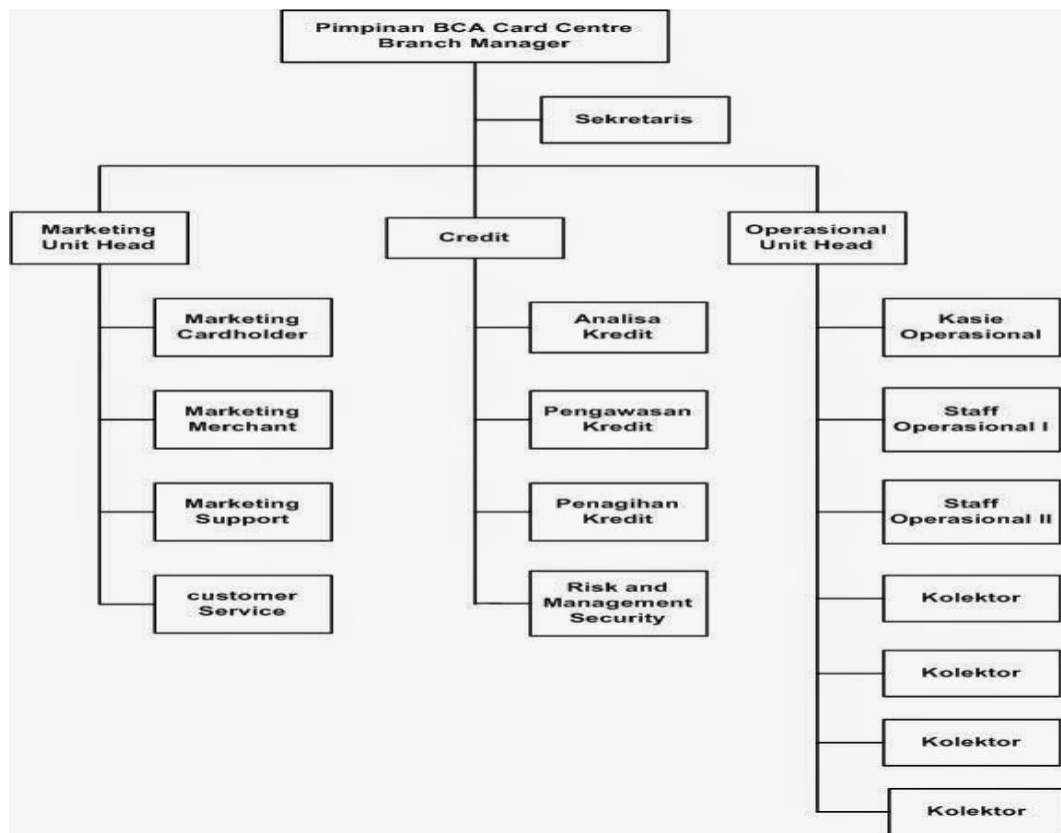 Pimpinan BCA Card Centre
Branch Manager
Sekretaris
Marketing
Unit Head
Credit
Operasional
Unit Head
Marketing
Cardholder
Analisa
Kredit
Kasie
Operasional
Marketing
Merchant
Pengawasan
Kredit
Staff
Operasional I
Marketing
Support
Penagihan
Kredit
Staff
Operasional II
customer
Service
Risk and
Management
Security
Kolektor
Kolektor
Kolektor
Kolektor